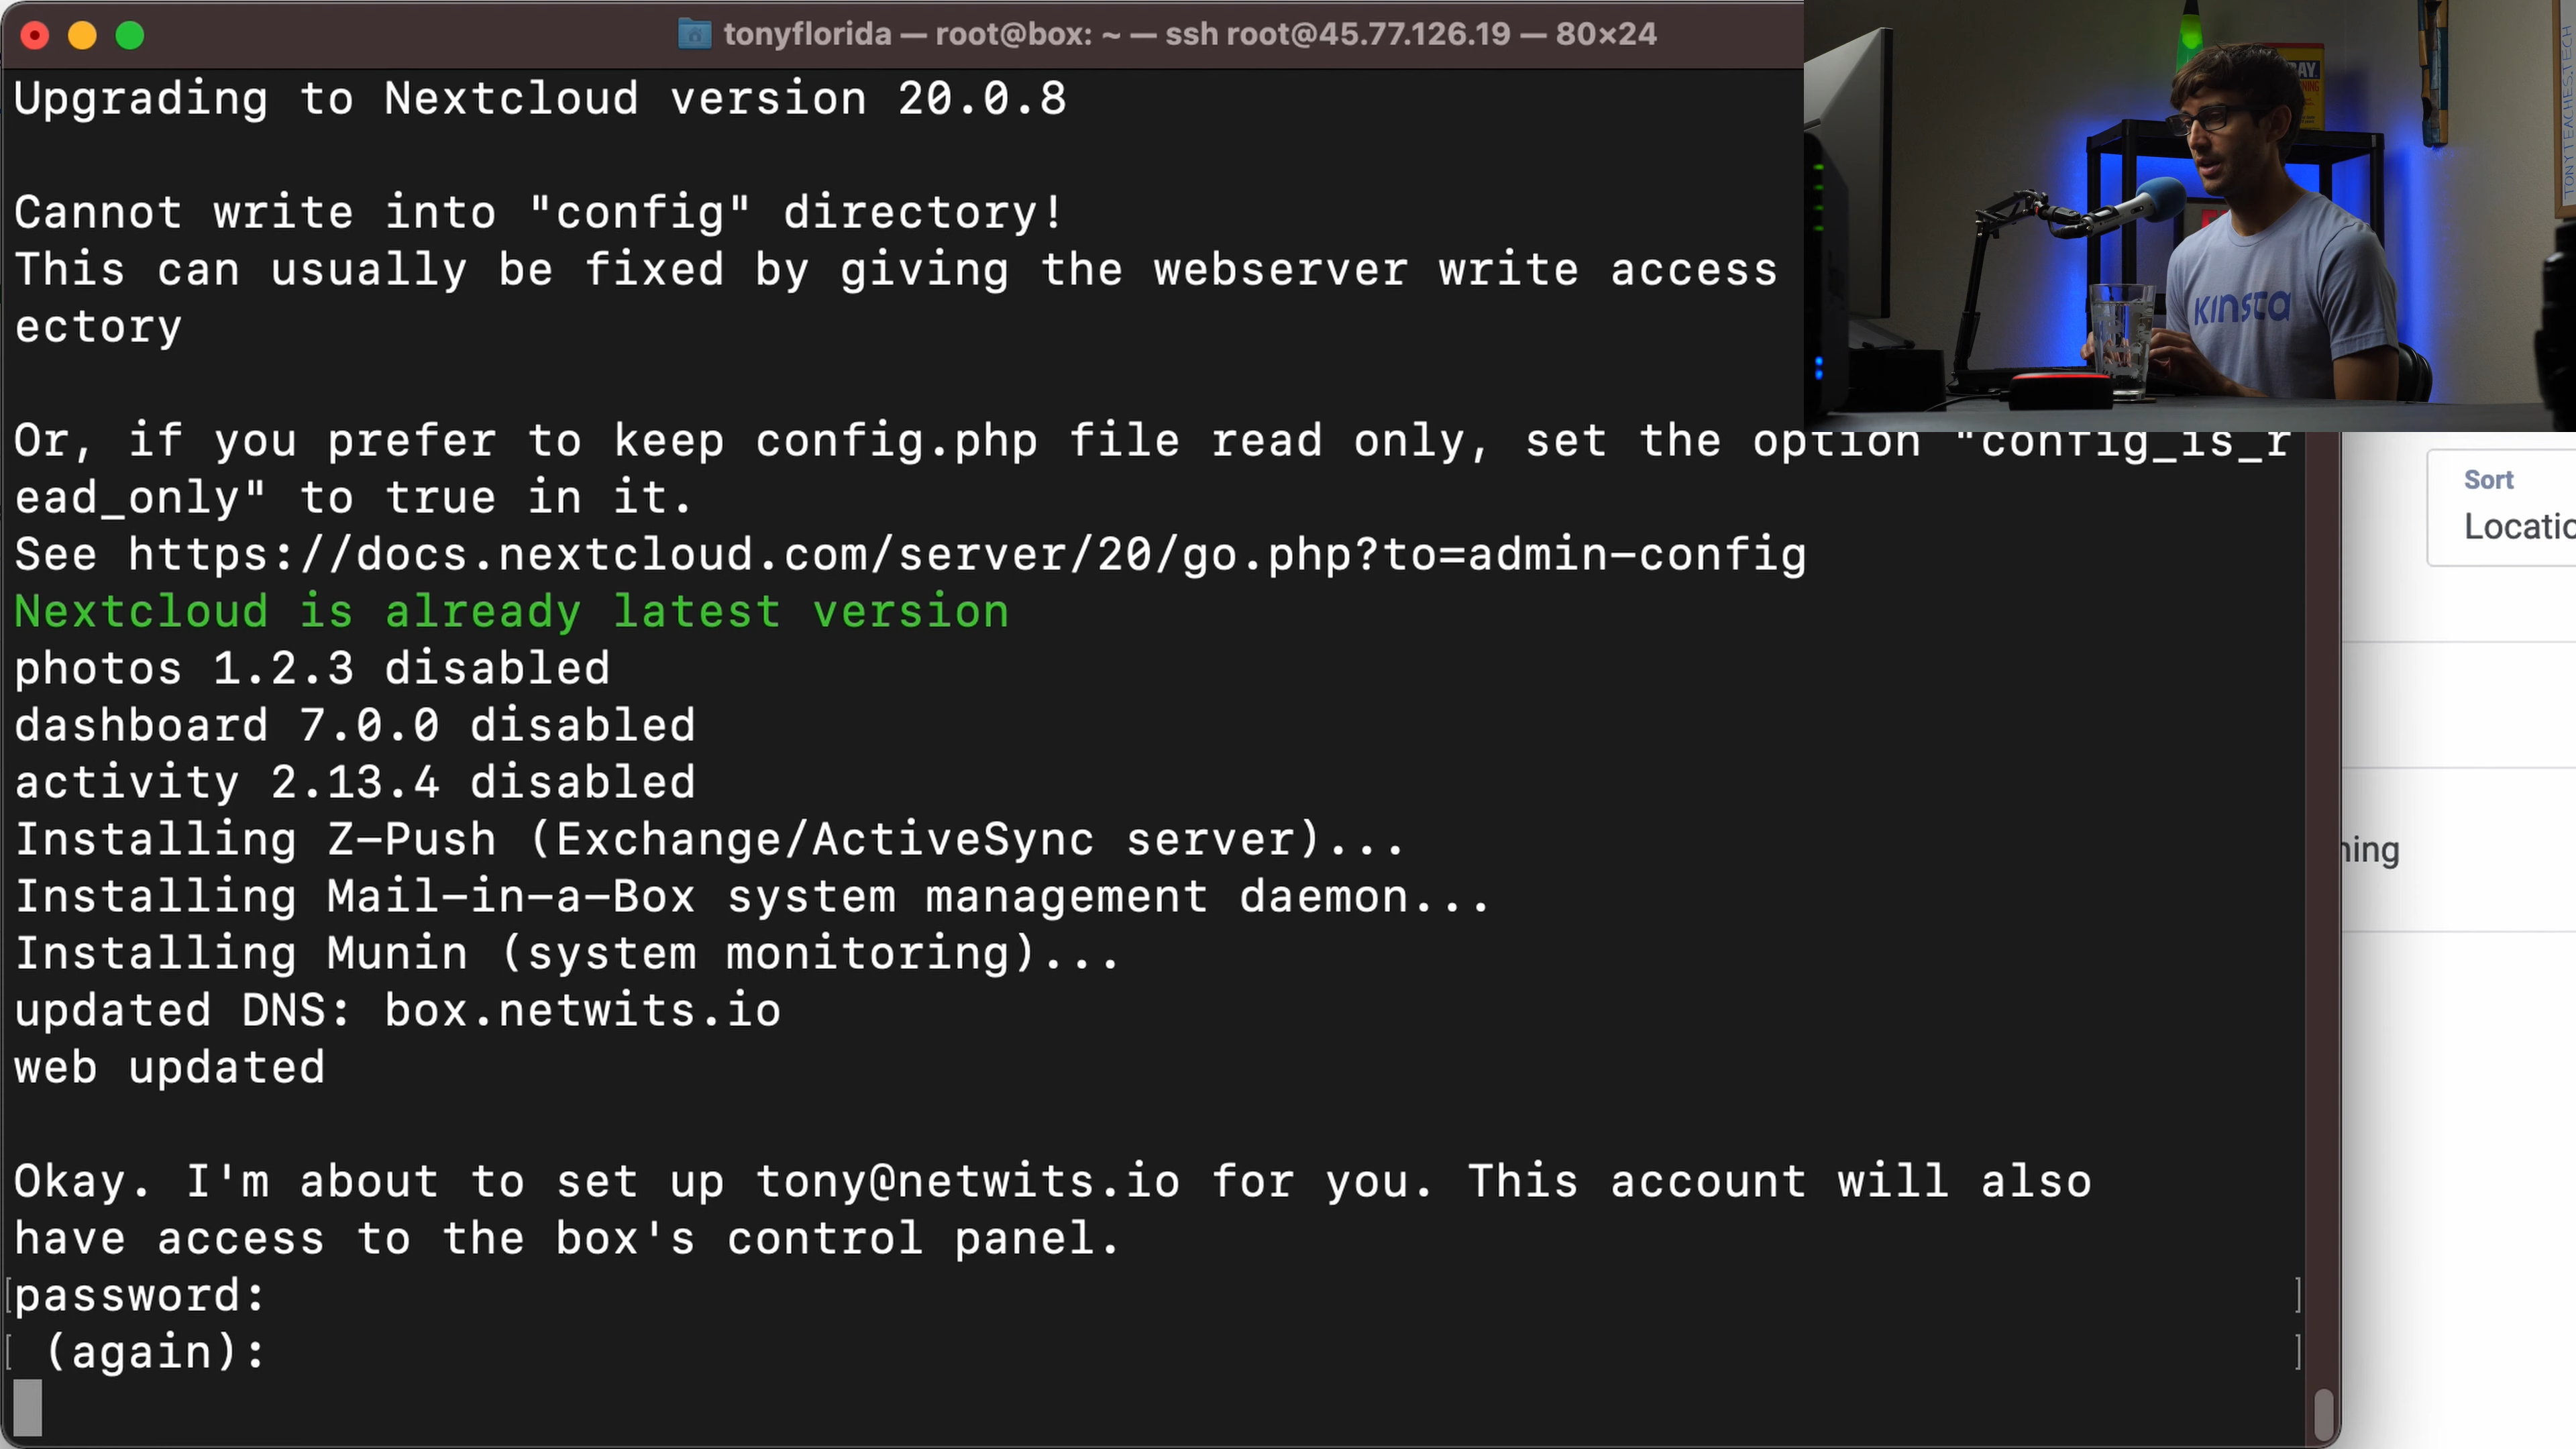 tonyflorida — root@box: ~ — ssh root@45.77.126.19 — 80×24
Upgrading to Nextcloud version 20.0.8
Cannot write into "config" directory!
This can usually be fixed by giving the webserver write access
ectory
Or, if you prefer to keep config.php file read only, set the option "config_is_r
ead_only" to true in it.
See https://docs.nextcloud.com/server/20/go.php?to=admin-config
Nextcloud is already latest version
photos 1.2.3 disabled
dashboard 7.0.0 disabled
activity 2.13.4 disabled
Installing Z-Push (Exchange/ActiveSync server)...
Installing Mail-in-a-Box system management daemon...
Installing Munin (system monitoring)...
updated DNS: box.netwits.io
web updated
Okay. I'm about to set up tony@netwits.io for you. This account will also
have access to the box's control panel.
[password: ]
[ (again): ]
KINSTA
TONYTEACHES.TECH
Sort